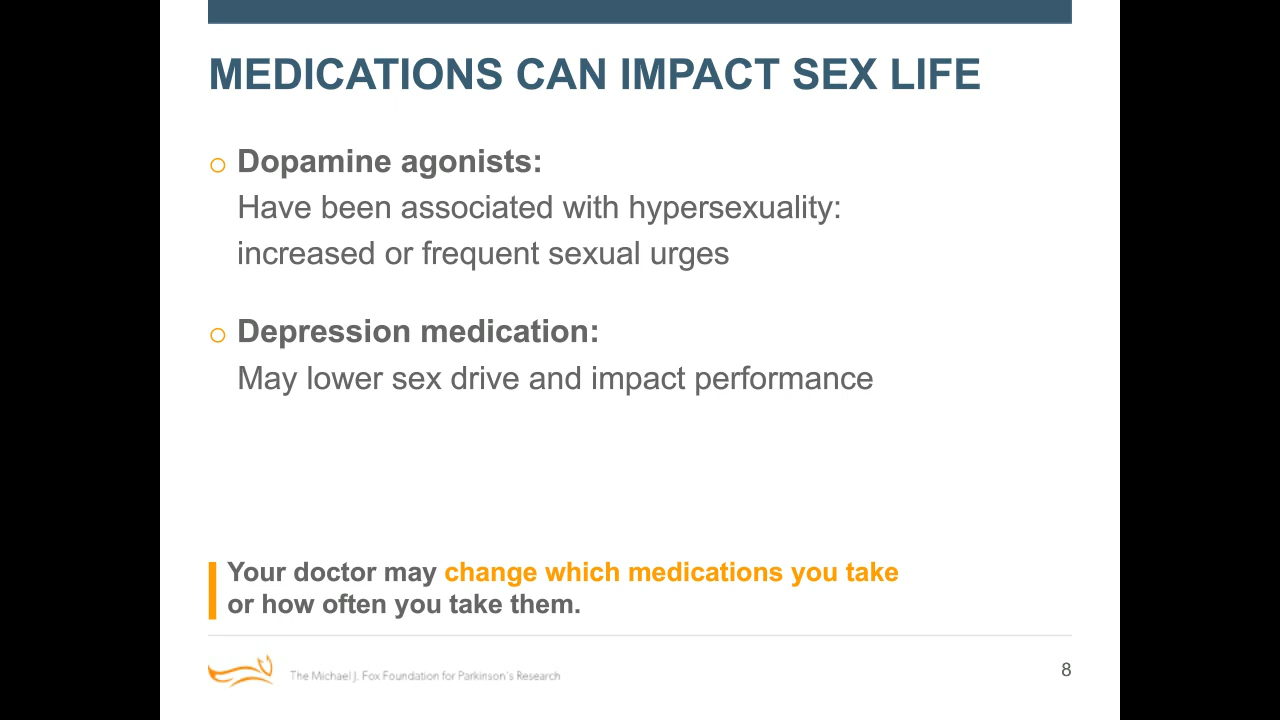 MEDICATIONS CAN IMPACT SEX LIFE
Dopamine agonists:
Have been associated with hypersexuality:
increased or frequent sexual urges
Depression medication:
May lower sex drive and impact performance
Your doctor may change which medications you take
or how often you take them.
The Michael J. Fox Foundation for Parkinson's Research
8